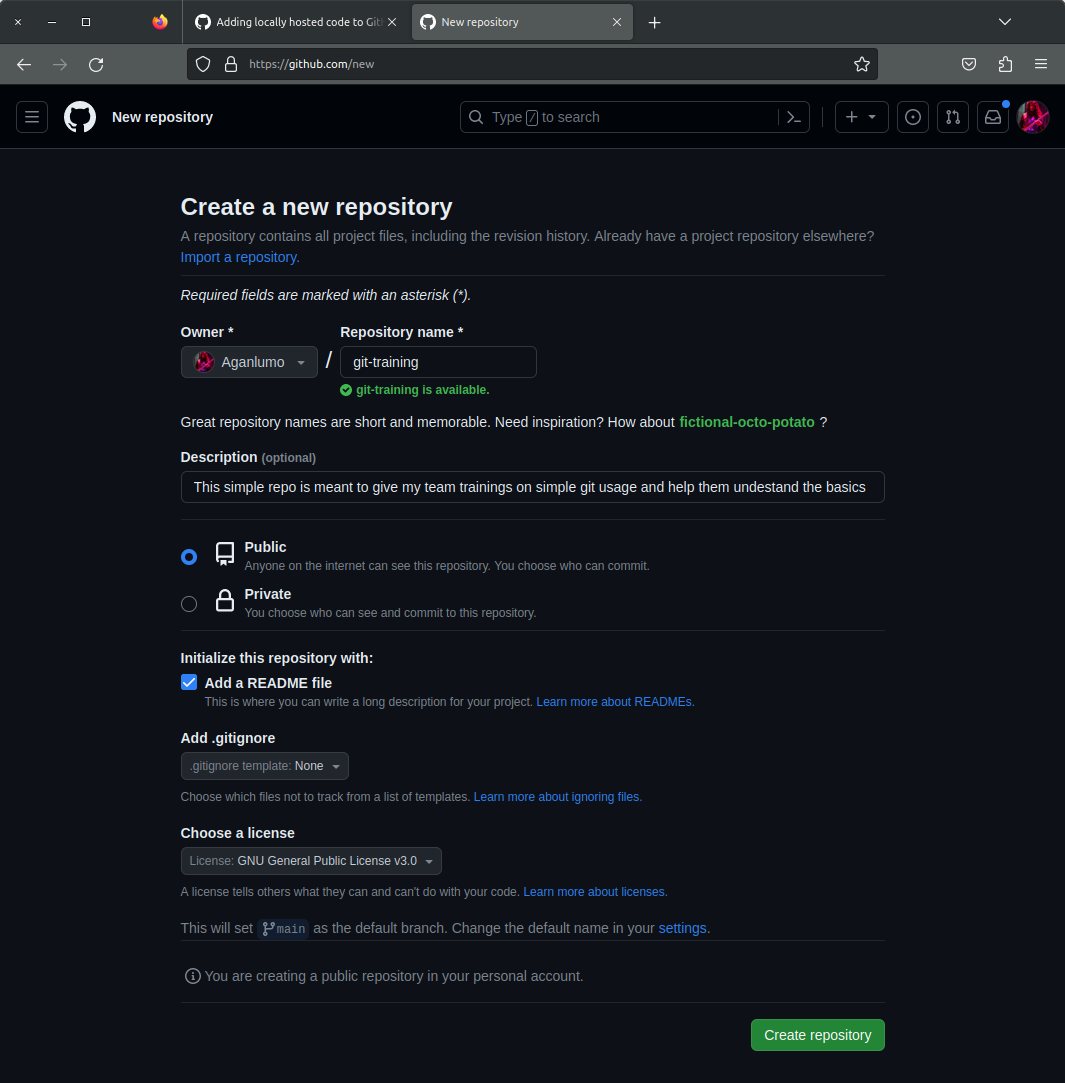 Adding locally hosted code to Git
New repository
https://github.com/new
New repository
Type / to search
Create a new repository
A repository contains all project files, including the revision history. Already have a project repository elsewhere?
Import a repository.
Required fields are marked with an asterisk (*).
Owner *
Repository name *
Aganlumo
/
git-training
git-training is available.
Great repository names are short and memorable. Need inspiration? How about fictional-octo-potato ?
Description (optional)
This simple repo is meant to give my team trainings on simple git usage and help them undestand the basics
Public
Anyone on the internet can see this repository. You choose who can commit.
Private
You choose who can see and commit to this repository.
Initialize this repository with:
Add a README file
This is where you can write a long description for your project. Learn more about READMEs.
Add .gitignore
.gitignore template: None
Choose which files not to track from a list of templates. Learn more about ignoring files.
Choose a license
License: GNU General Public License v3.0
A license tells others what they can and can't do with your code. Learn more about licenses.
This will set main as the default branch. Change the default name in your settings.
You are creating a public repository in your personal account.
Create repository